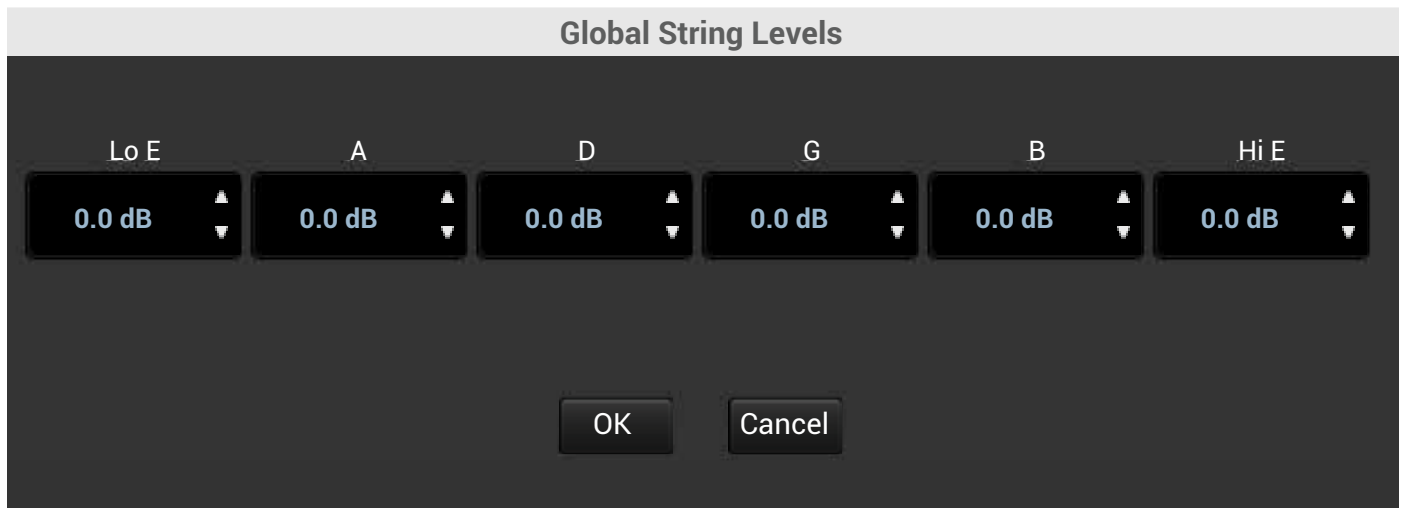 Global String Levels
Lo E A D G B Hi E
0.0 dB 0.0 dB 0.0 dB 0.0 dB 0.0 dB 0.0 dB
OK Cancel